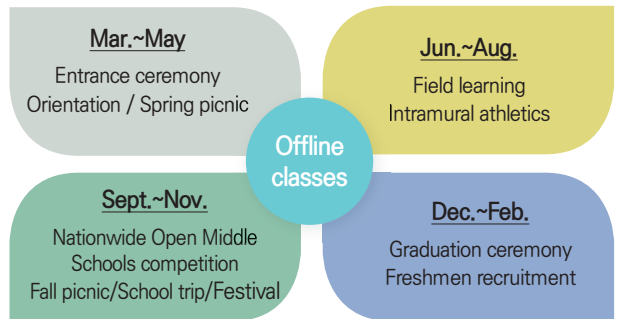 Mar.~May
Entrance ceremony
Orientation / Spring picnic
Jun.~Aug.
Field learning
Intramural athletics
Offline
classes
Sept.~Nov.
Nationwide Open Middle
Schools competition
Fall picnic/School trip/Festival
Dec.~Feb.
Graduation ceremony
Freshmen recruitment